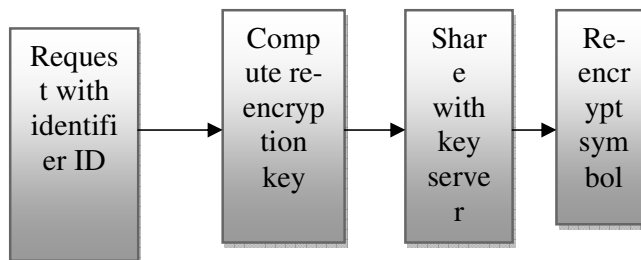 Reques
t with
identifi
er ID
Comp
ute re-
encryp
tion
key
Shar
e
with
key
serve
r
Re-
encr
ypt
sym
bol